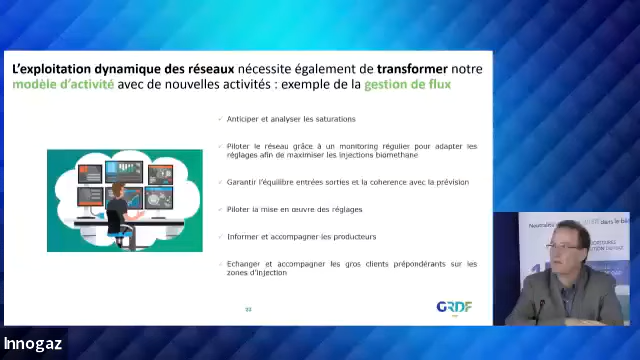 L’exploitation dynamique des réseaux nécessite également de transformer notre
modèle d’activité avec de nouvelles activités : exemple de la gestion de flux
Anticiper et analyser les saturations
Piloter le réseau grâce à un monitoring régulier pour adapter les
réglages afin de maximiser les injections biomethane
Garantir l’équilibre entrées sorties et la coherence avec la prévision
Piloter la mise en œuvre des réglages
Informer et accompagner les producteurs
Echanger et accompagner les gros clients prépondérants sur les
zones d’injection
GRDF
Innogaz